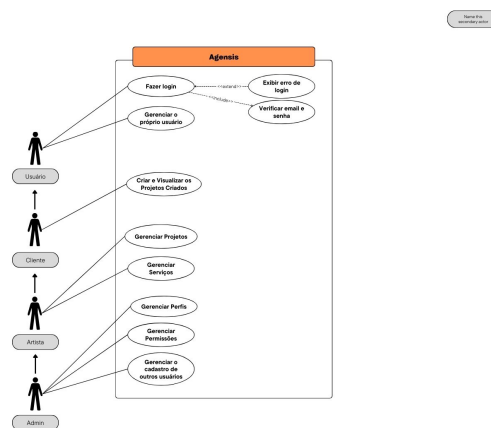 Name this
secondary actor
Agensis
Fazer login
<<extend>>
Exibir erro de
login
<<include>>
Verificar email e
senha
Gerenciar o
próprio usuário
Usuário
Criar e Visualizar os
Projetos Criados
Cliente
Gerenciar Projetos
Gerenciar
Serviços
Artista
Gerenciar Perfis
Gerenciar
Permissões
Gerenciar o
cadastro de
outros usuários
Admin